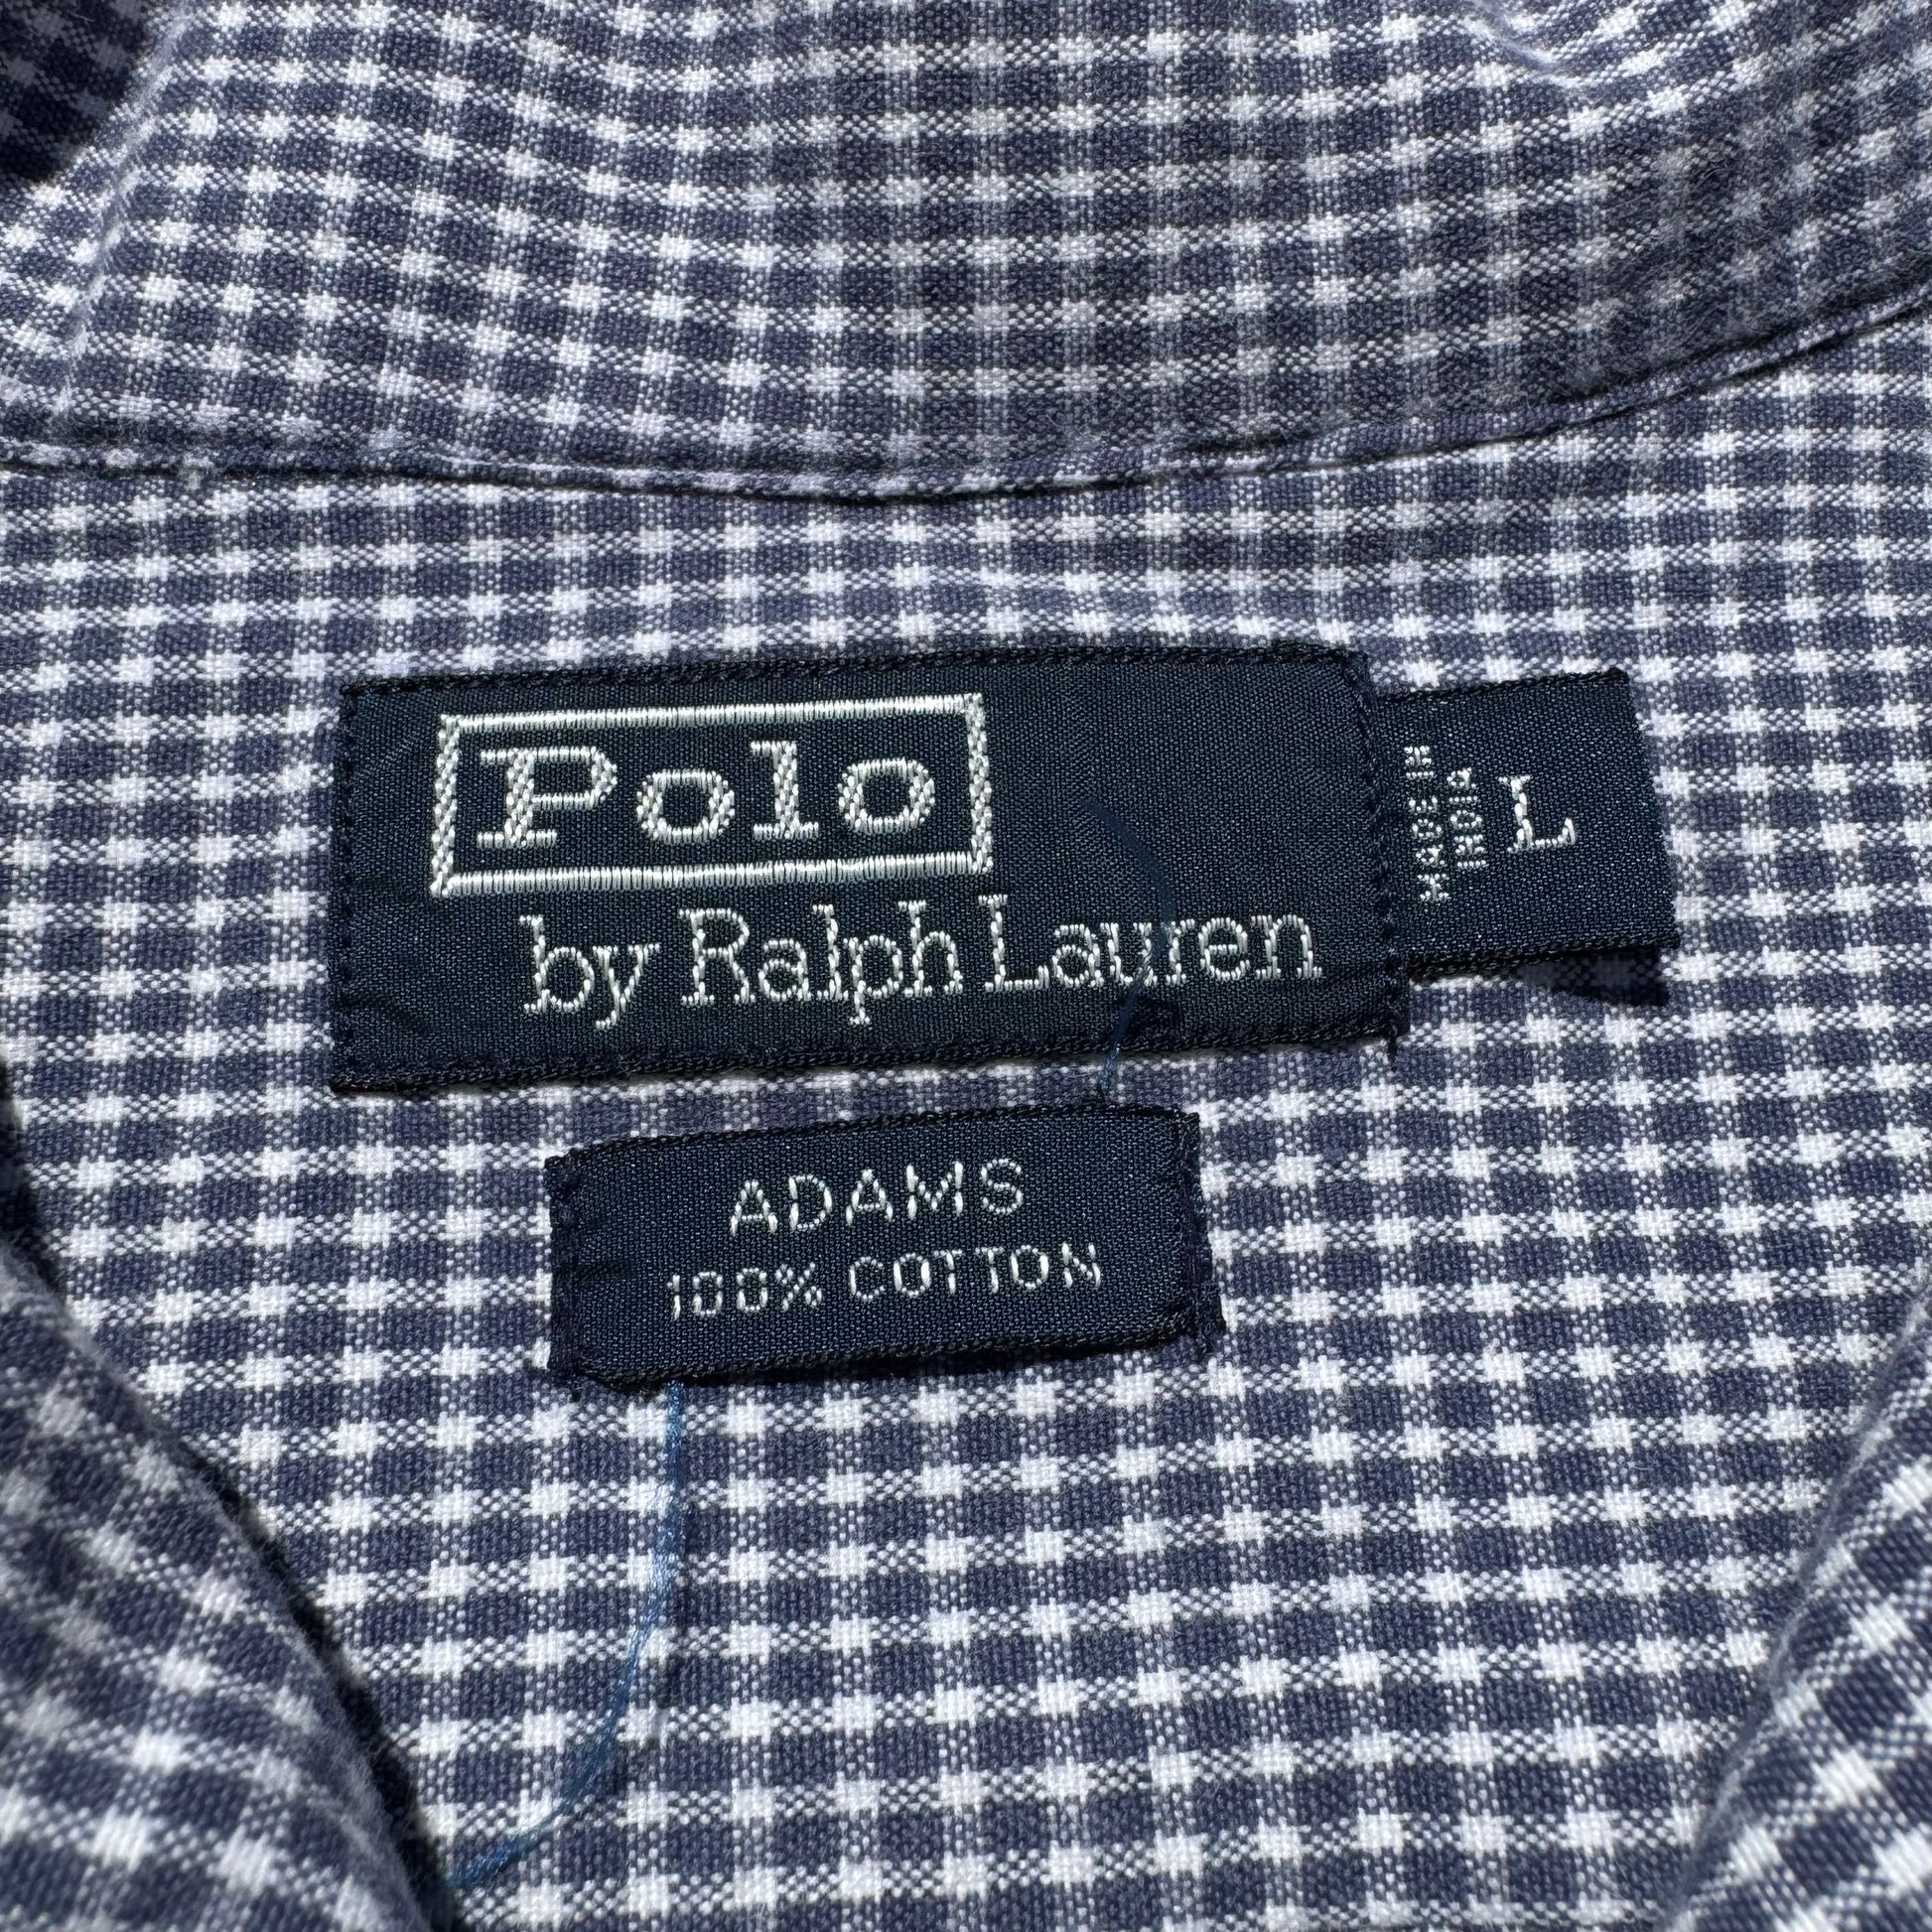 Polo
by Ralph Lauren
MADE IN
INDIA
L
ADAMS
100% COTTON